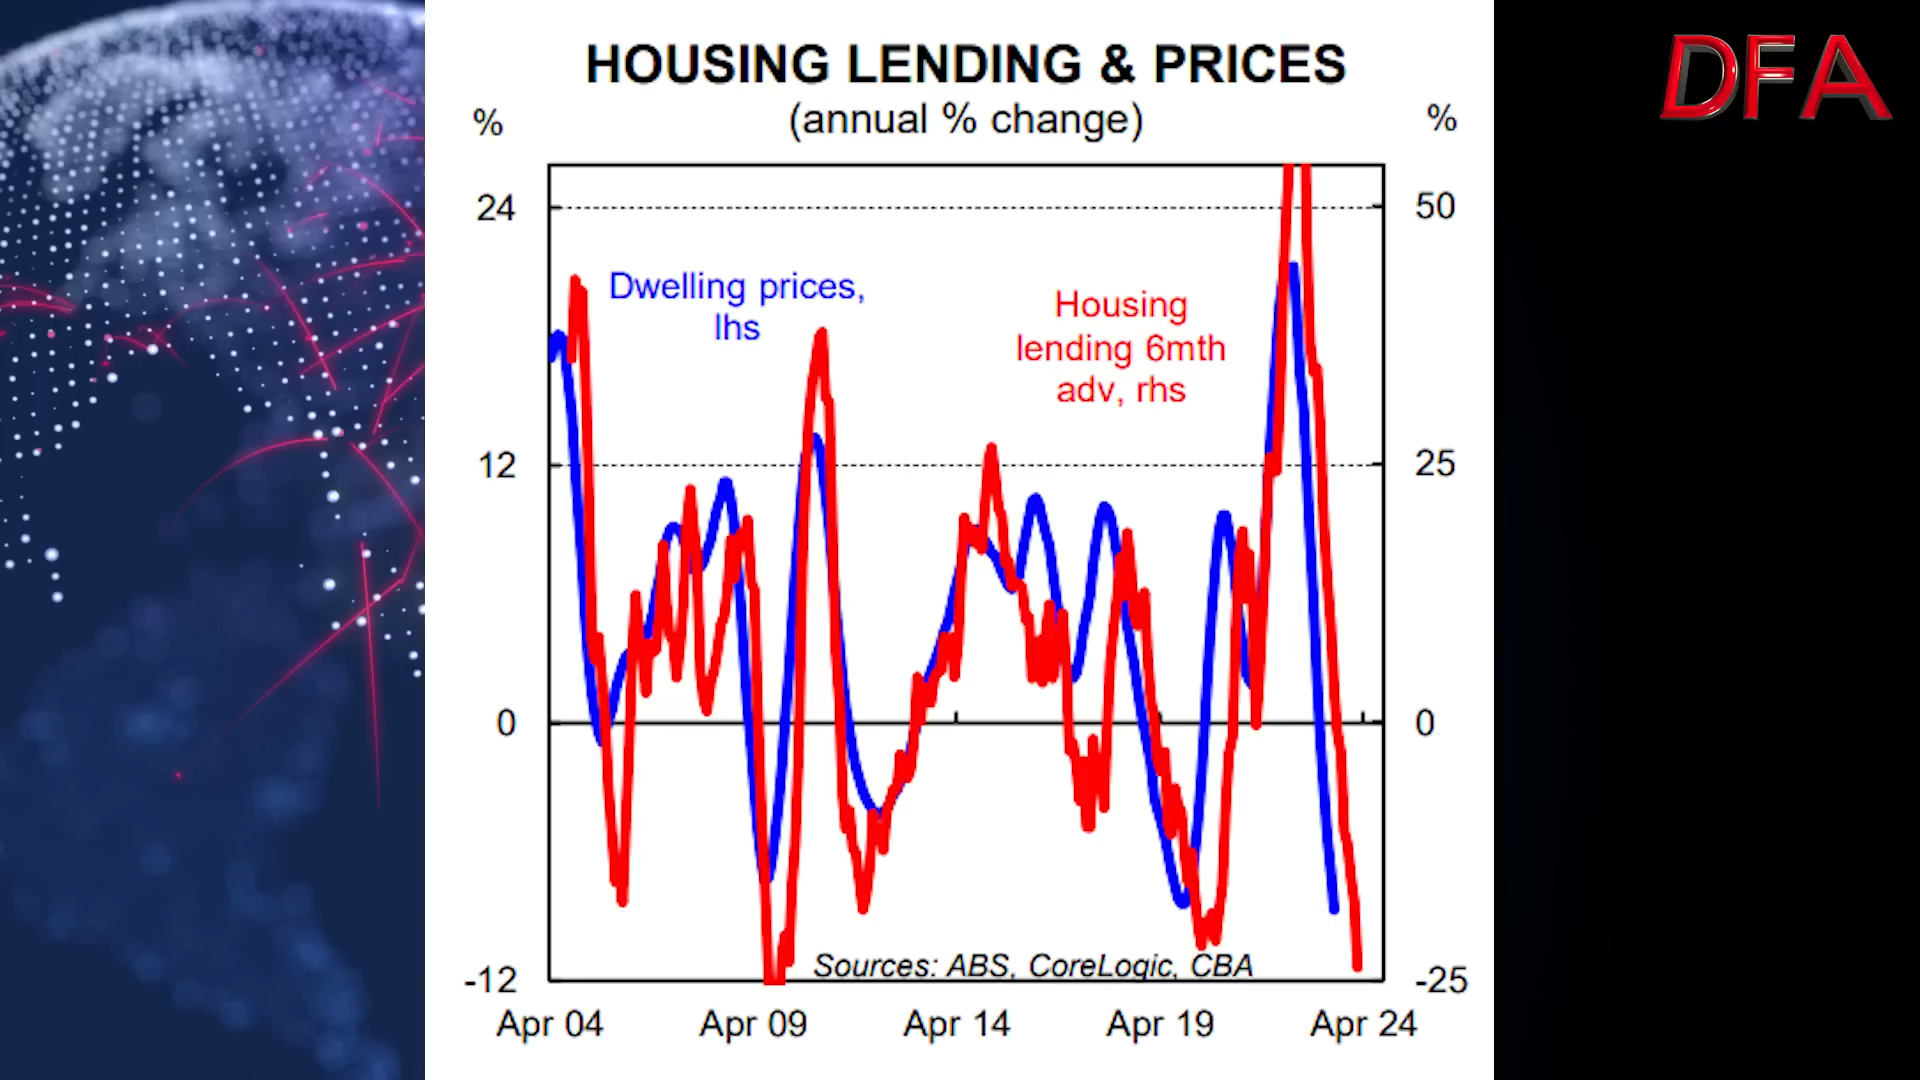 DFA
HOUSING LENDING & PRICES
(annual % change)
%
%
24
50
Dwelling prices,
lhs
Housing
lending 6mth
adv, rhs
12
25
0
0
Sources: ABS, CoreLogic, CBA
-12
-25
Apr 04
Apr 09
Apr 14
Apr 19
Apr 24